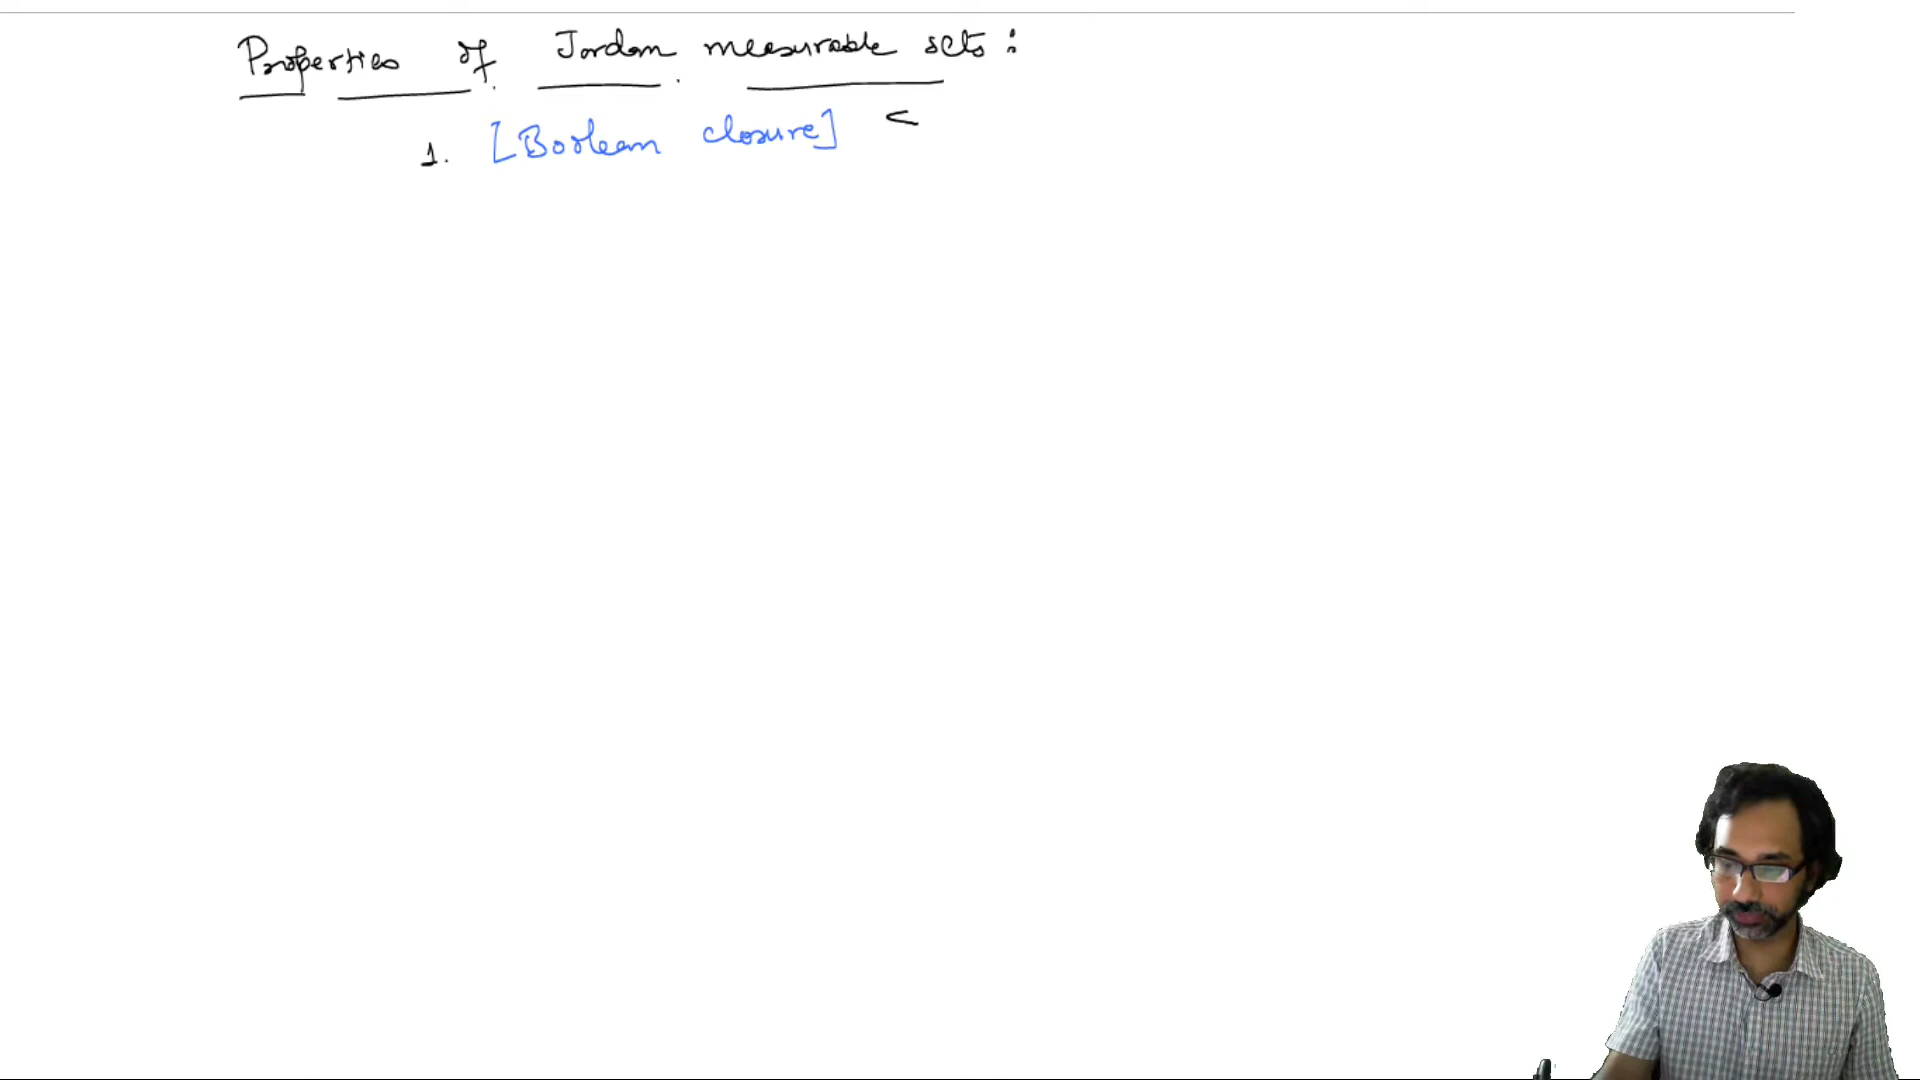 Properties of Jordan measurable sets :
1. [Boolean closure]